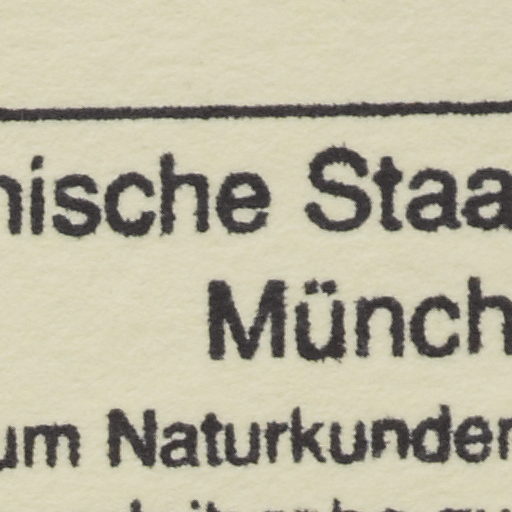 nische Staa
Münch
um Naturkunder